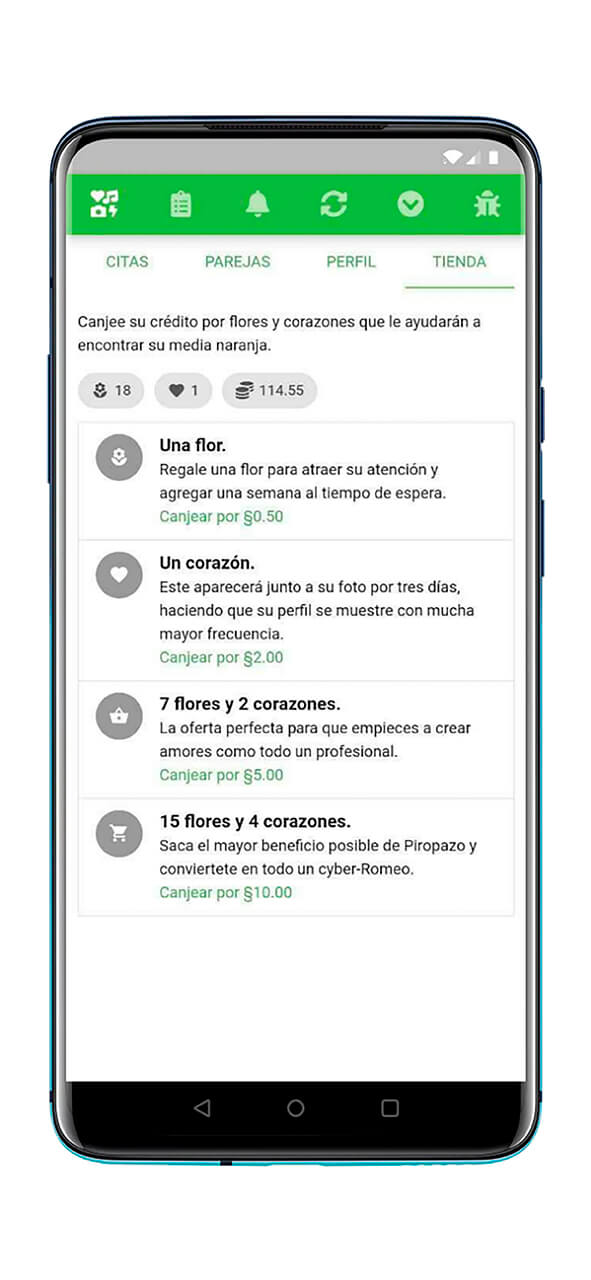 CITAS PAREJAS PERFIL TIENDA
Canjee su crédito por flores y corazones que le ayudarán a
encontrar su media naranja.
18 1 114.55
Una flor.
Regale una flor para atraer su atención y
agregar una semana al tiempo de espera.
Canjear por §0.50
Un corazón.
Este aparecerá junto a su foto por tres días,
haciendo que su perfil se muestre con mucha
mayor frecuencia.
Canjear por §2.00
7 flores y 2 corazones.
La oferta perfecta para que empieces a crear
amores como todo un profesional.
Canjear por §5.00
15 flores y 4 corazones.
Saca el mayor beneficio posible de Piropazo y
conviertete en todo un cyber-Romeo.
Canjear por §10.00